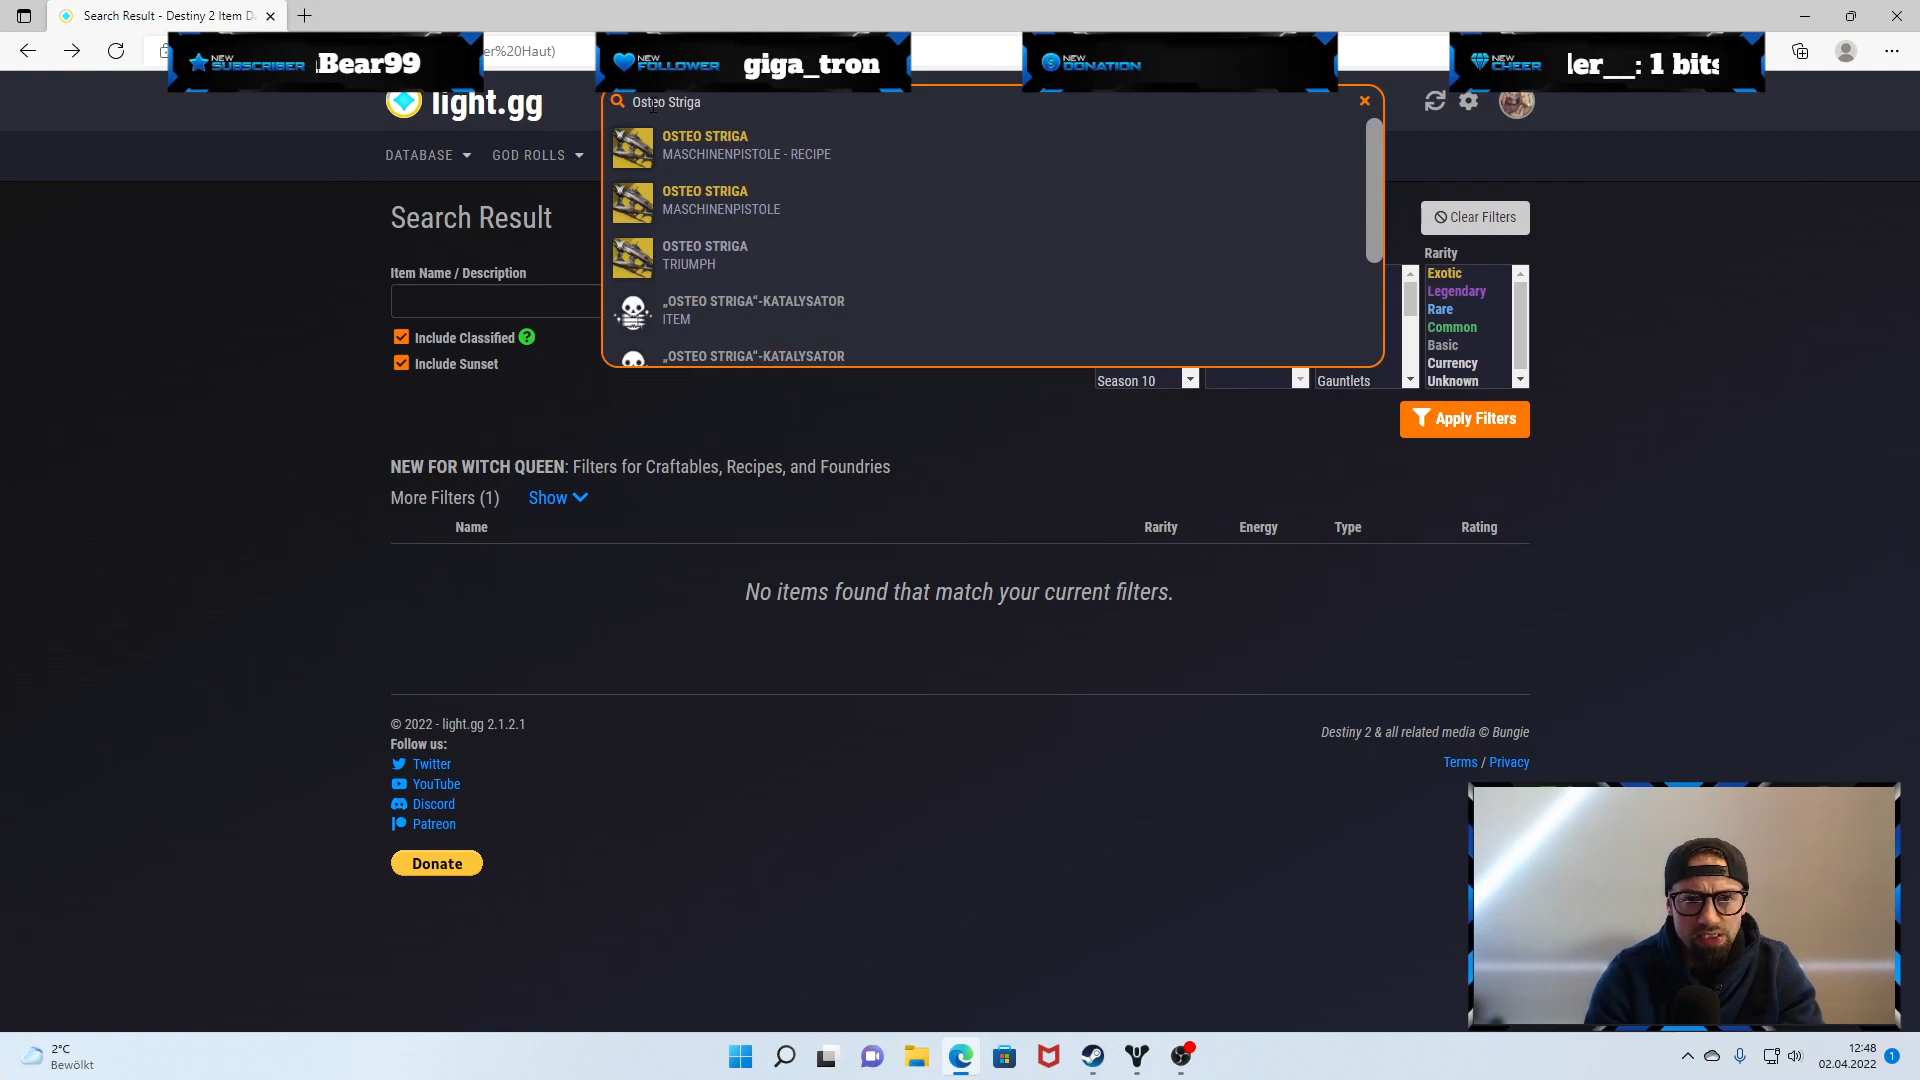 Search Result - Destiny 2 Item D
er%20Haut)
NEW SUBSCRIBER
Bear99
NEW FOLLOWER
giga_tron
NEW DONATION
NEW CHEER
ler__: 1 bits
light.gg
Osteo Striga
DATABASE
GOD ROLLS
OSTEO STRIGA
MASCHINENPISTOLE - RECIPE
OSTEO STRIGA
MASCHINENPISTOLE
OSTEO STRIGA
TRIUMPH
„OSTEO STRIGA“-KATALYSATOR
ITEM
„OSTEO STRIGA“-KATALYSATOR
Search Result
Clear Filters
Item Name / Description
Include Classified
Include Sunset
Season 10
Gauntlets
Rarity
Exotic
Legendary
Rare
Common
Basic
Currency
Unknown
Apply Filters
NEW FOR WITCH QUEEN: Filters for Craftables, Recipes, and Foundries
More Filters (1) Show
Name Rarity Energy Type Rating
No items found that match your current filters.
© 2022 - light.gg 2.1.2.1
Follow us:
Twitter
YouTube
Discord
Patreon
Donate
Destiny 2 & all related media © Bungie
Terms / Privacy
2°C
Bewölkt
12:48
02.04.2022
1